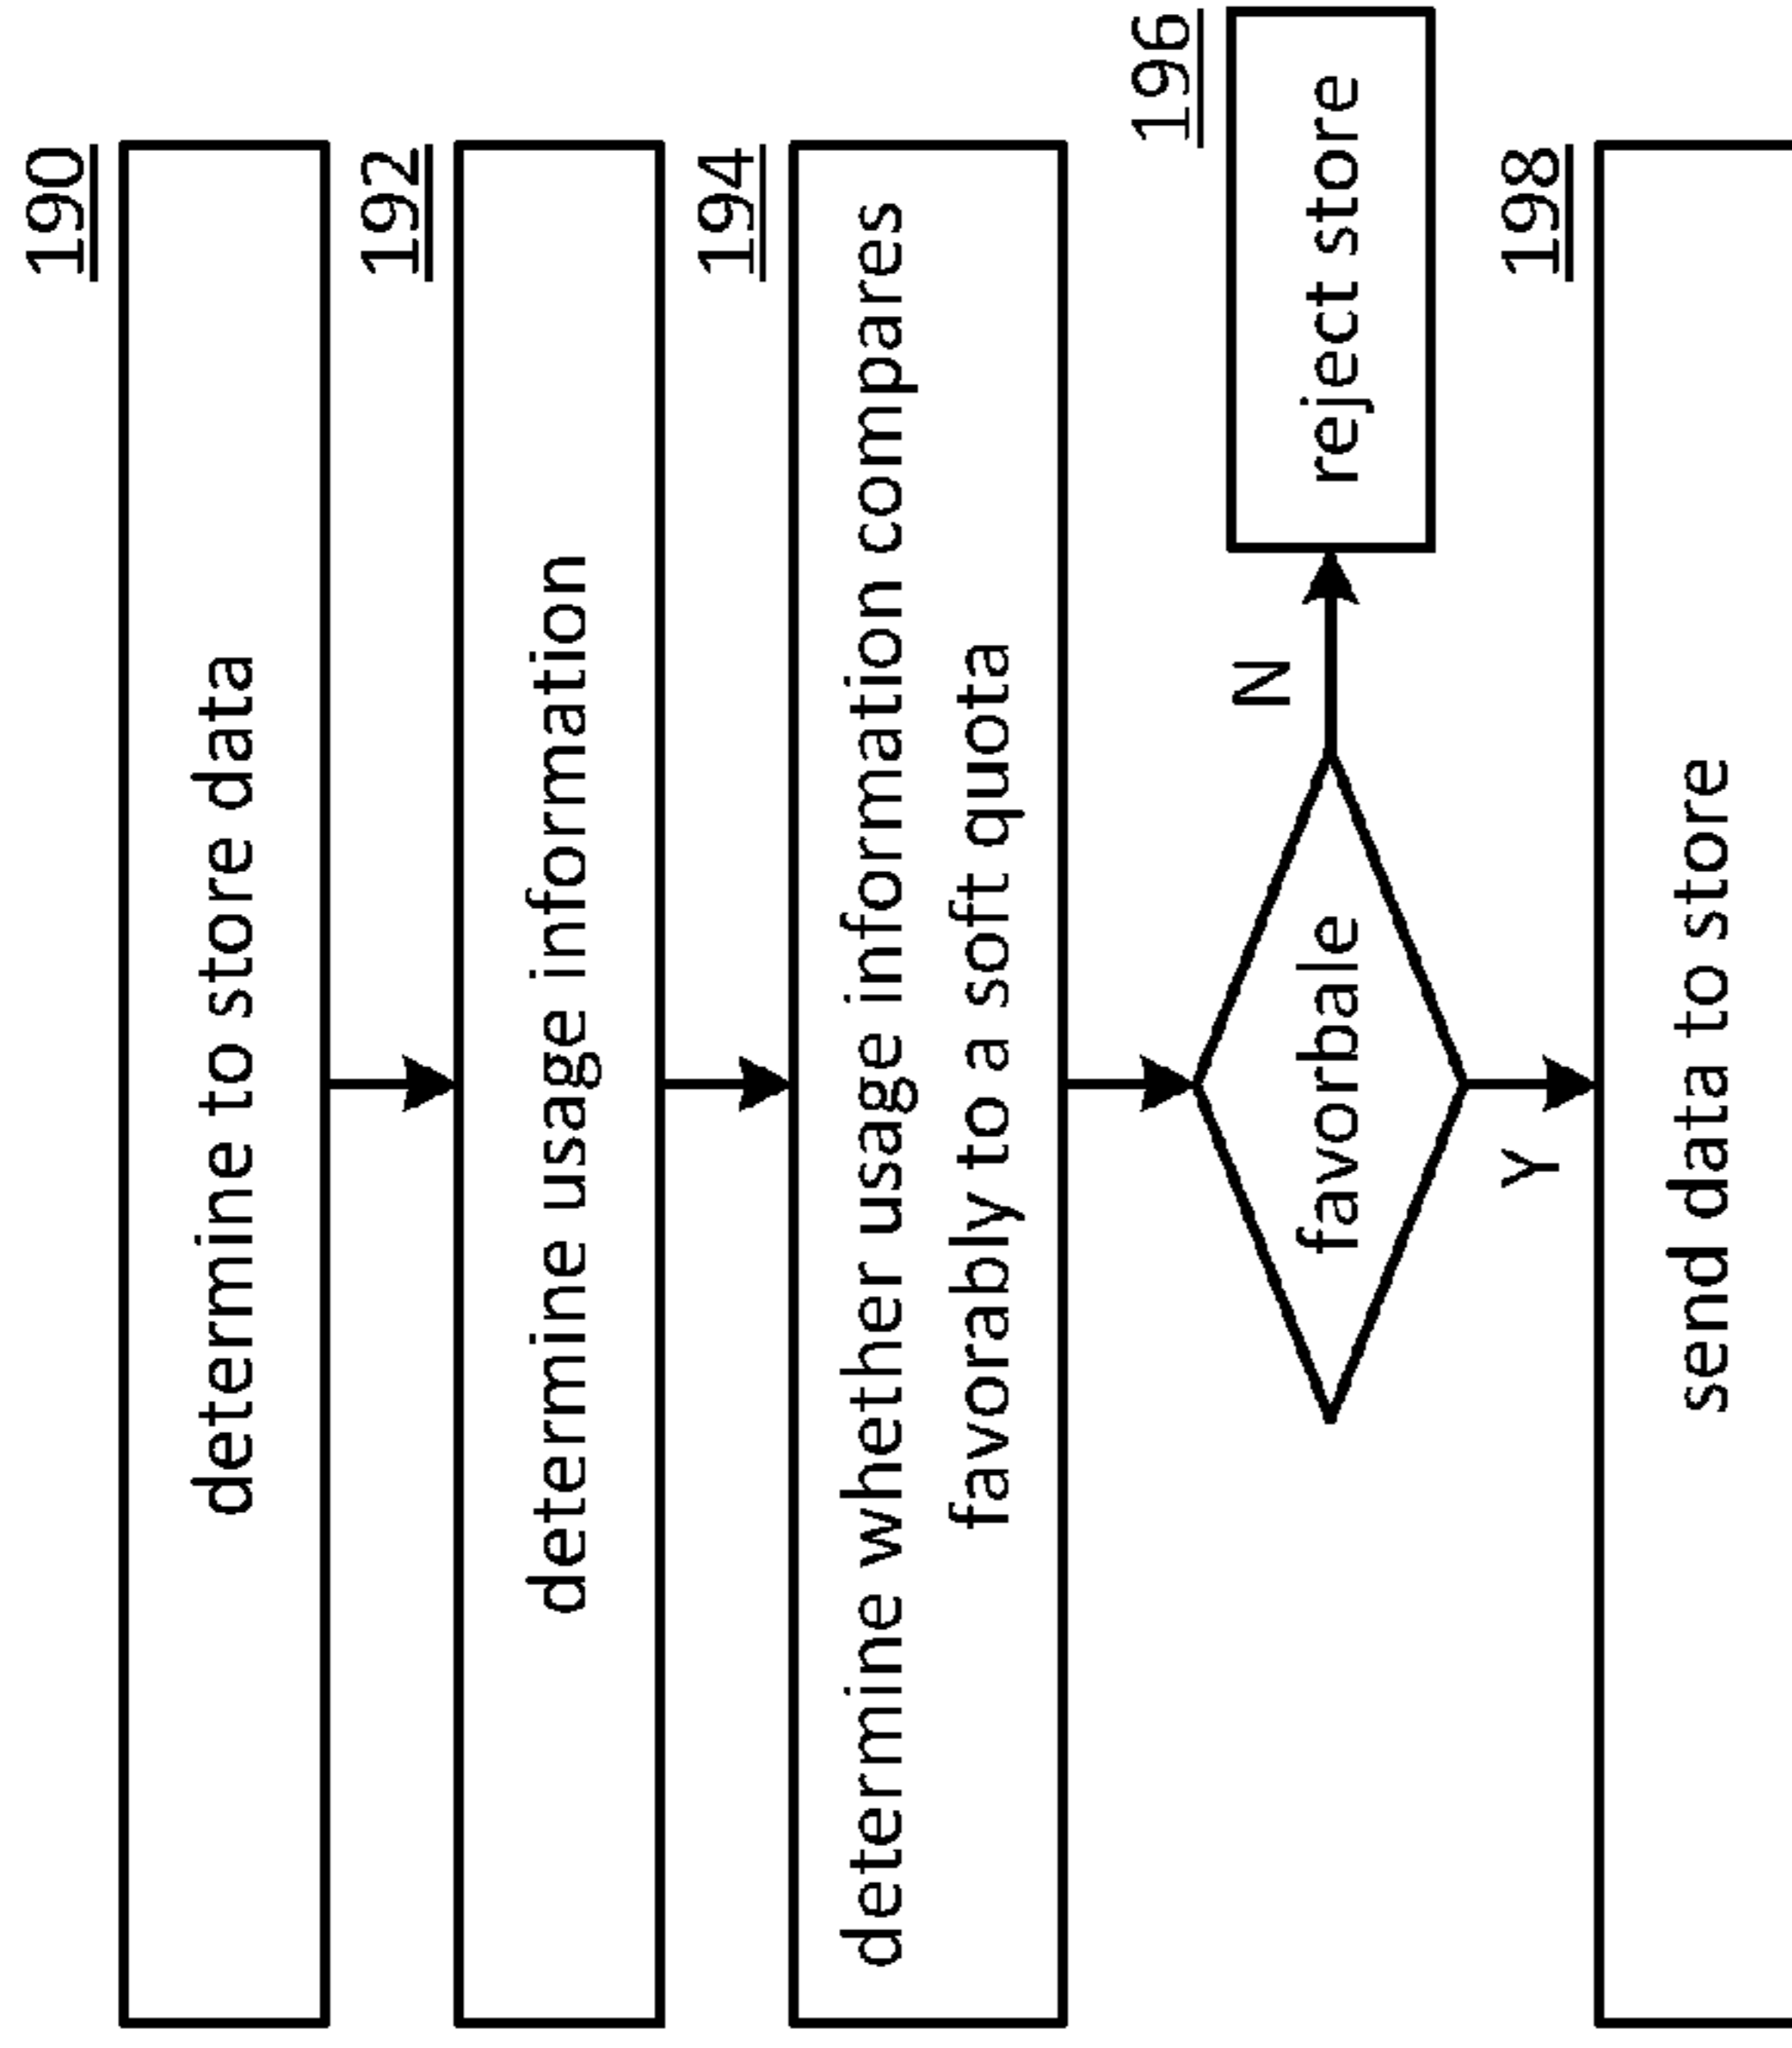 190
determine to store data
192
determine usage information
194
determine whether usage information compares
favorably to a soft quota
196
favorbale
N
reject store
Y
198
send data to store